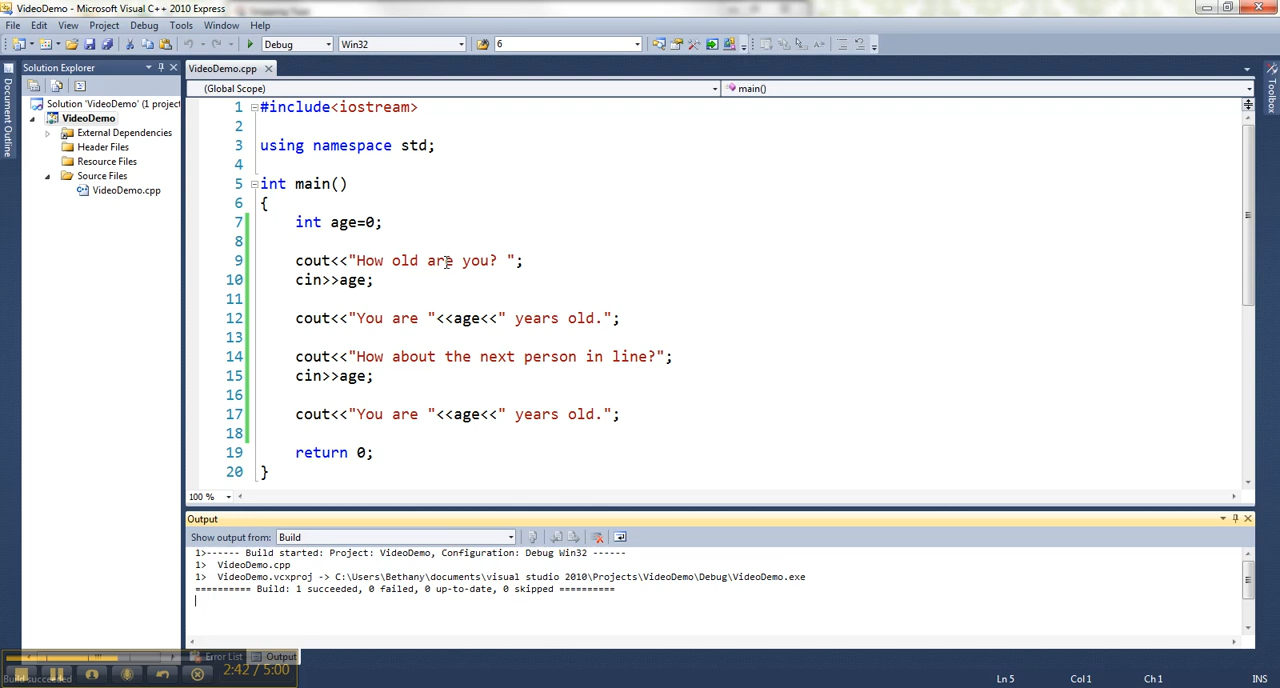 VideoDemo - Microsoft Visual C++ 2010 Express
File Edit View Project Debug Tools Window Help
Debug Win32 6
Document Outline
Solution Explorer
Solution 'VideoDemo' (1 project
VideoDemo
External Dependencies
Header Files
Resource Files
Source Files
VideoDemo.cpp
VideoDemo.cpp
Toolbox
(Global Scope) main()
1 #include<iostream>
2
3 using namespace std;
4
5 int main()
6 {
7 int age=0;
8
9 cout<<"How old are you? ";
10 cin>>age;
11
12 cout<<"You are "<<age<<" years old.";
13
14 cout<<"How about the next person in line?";
15 cin>>age;
16
17 cout<<"You are "<<age<<" years old.";
18
19 return 0;
20 }
100 %
Output
Show output from: Build
1>------ Build started: Project: VideoDemo, Configuration: Debug Win32 ------
1> VideoDemo.cpp
1> VideoDemo.vcxproj -> C:\Users\Bethany\documents\visual studio 2010\Projects\VideoDemo\Debug\VideoDemo.exe
========== Build: 1 succeeded, 0 failed, 0 up-to-date, 0 skipped ==========
Error List Output
2:42 / 5:00
Build succeeded
Ln 5 Col 1 Ch 1 INS